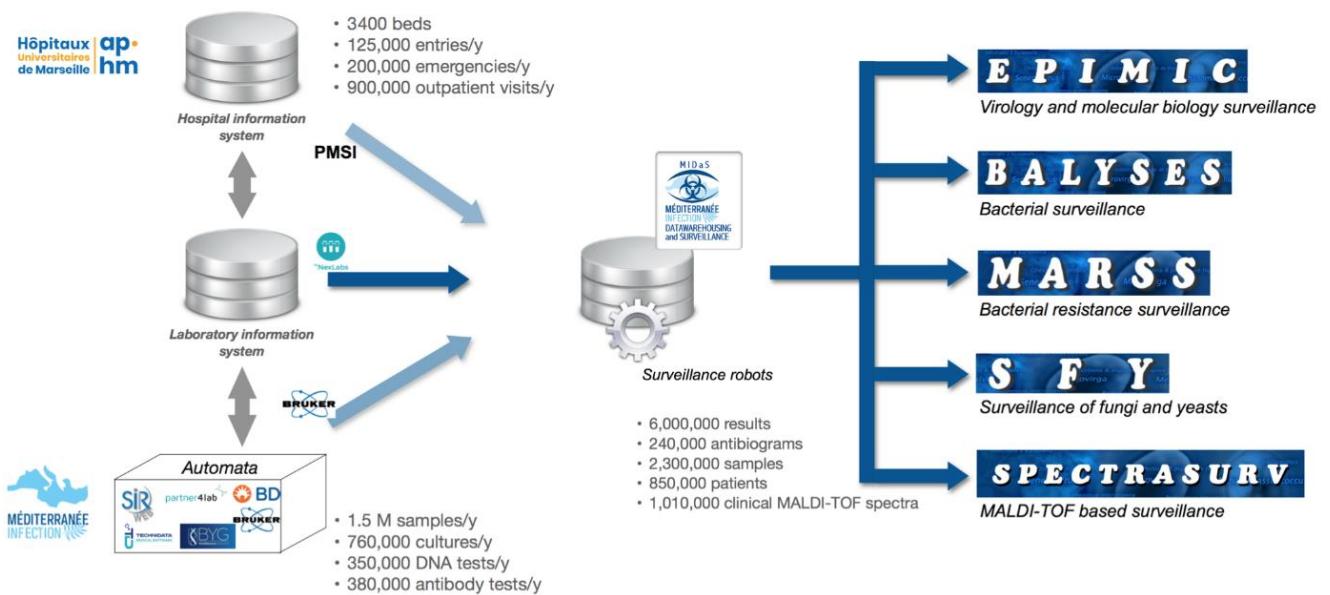 Hôpitaux
Universitaires
de Marseille
ap•
hm
• 3400 beds
• 125,000 entries/y
• 200,000 emergencies/y
• 900,000 outpatient visits/y
Hospital information
system
PMSI
NexLabs
Laboratory information
system
BRUKER
MÉDITERRANÉE
INFECTION
Automata
SIR
WEB
partner4lab
BD
BRUKER
TECHNIDATA
MEDICAL SOFTWARE
BYG
• 1.5 M samples/y
• 760,000 cultures/y
• 350,000 DNA tests/y
• 380,000 antibody tests/y
MIDaS
MÉDITERRANÉE
INFECTION
DATAWAREHOUSING
and SURVEILLANCE
Surveillance robots
• 6,000,000 results
• 240,000 antibiograms
• 2,300,000 samples
• 850,000 patients
• 1,010,000 clinical MALDI-TOF spectra
EPIMIC
Virology and molecular biology surveillance
BALYSES
Bacterial surveillance
MARSS
Bacterial resistance surveillance
SFY
Surveillance of fungi and yeasts
SPECTRASURV
MALDI-TOF based surveillance